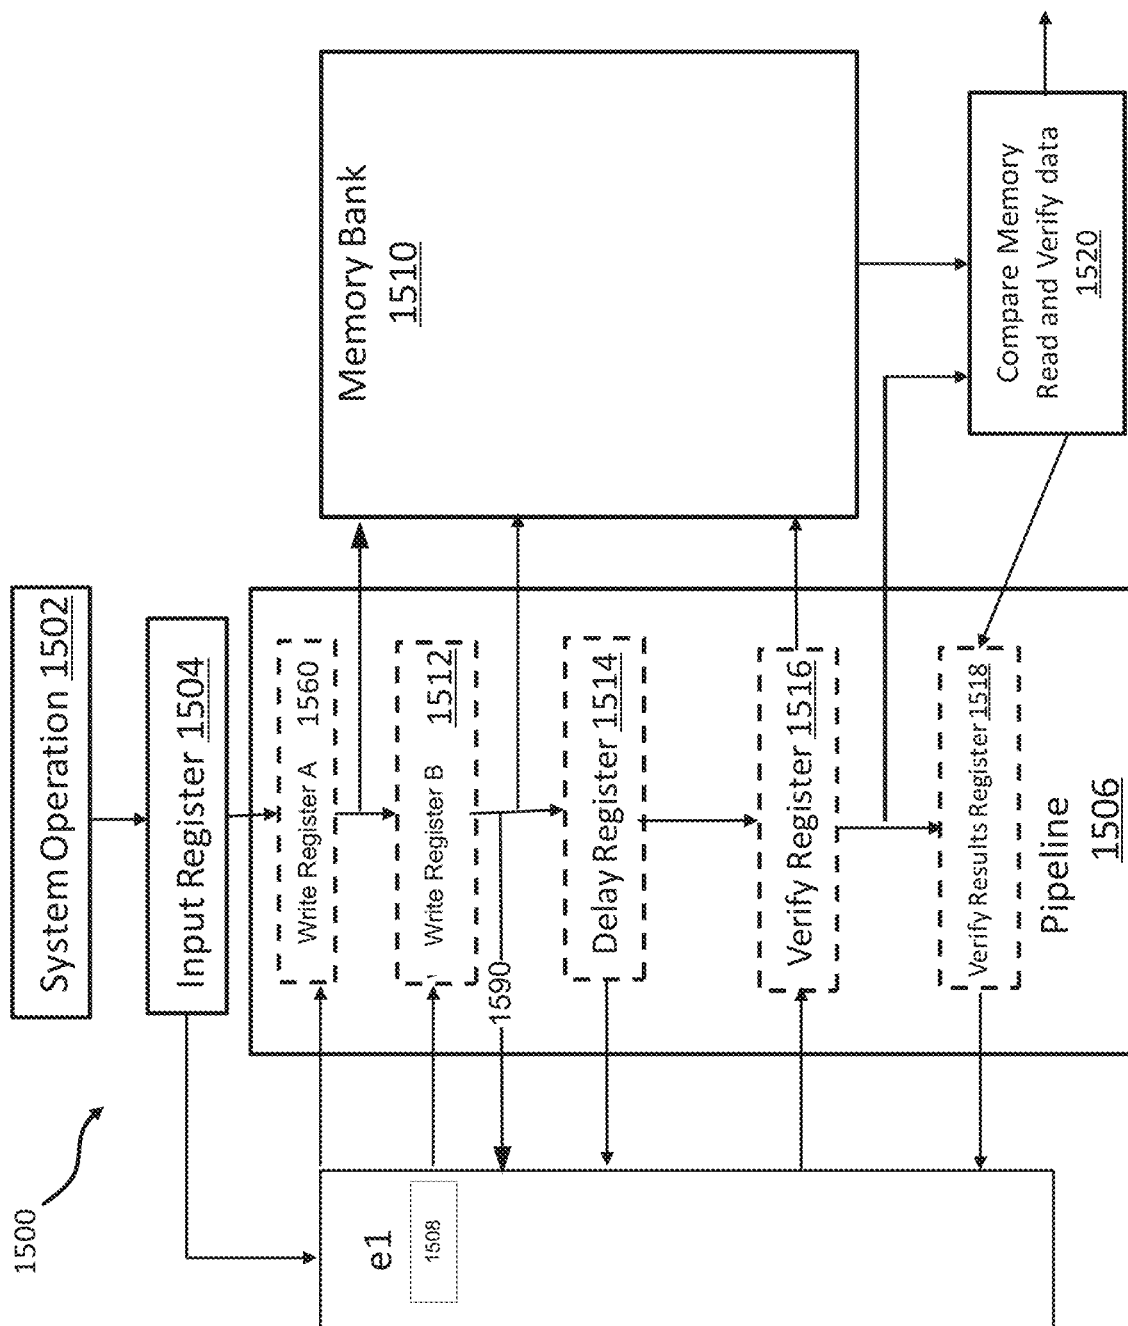 1500
System Operation 1502
Input Register 1504
e1
1508
Write Register A 1560
Write Register B 1512
1590
Delay Register 1514
Verify Register 1516
Verify Results Register 1518
Pipeline
1506
Memory Bank
1510
Compare Memory
Read and Verify data
1520